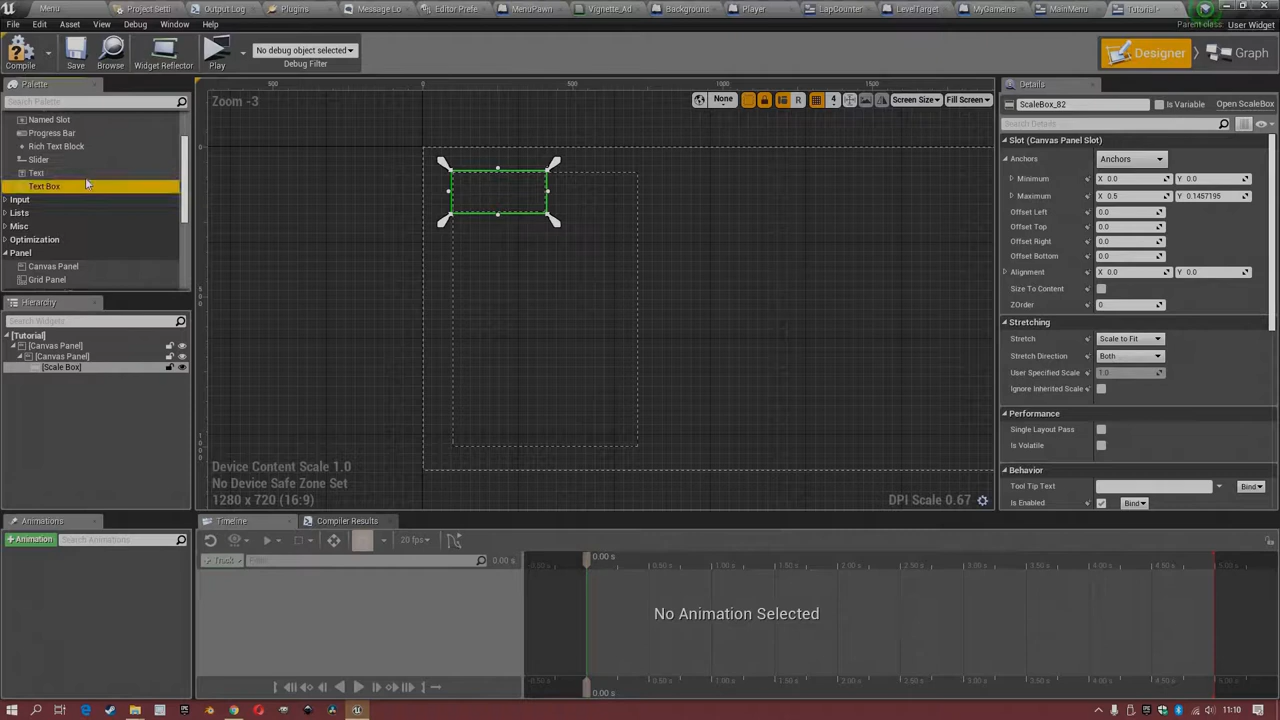 Menu
Project Setti
Output Log
Plugins
Message Lo
Editor Prefe
MenuPawn
Vignette_Ad
Background
Player
LapCounter
LevelTarget
MyGameIns
MainMenu
Tutorial*
File Edit Asset View Debug Window Help
Parent class: User Widget
Compile Save Browse Widget Reflector Play
No debug object selected
Debug Filter
Designer Graph
Palette
Search Palette
Named Slot
Progress Bar
Rich Text Block
Slider
Text
Text Box
Input
Lists
Misc
Optimization
Panel
Canvas Panel
Grid Panel
Hierarchy
Search Widgets
[Tutorial]
[Canvas Panel]
[Canvas Panel]
[Scale Box]
Animations
+Animation Search Animations
500 0 500 1000 1500
Zoom -3
None R 4 Screen Size Fill Screen
0
Device Content Scale 1.0
No Device Safe Zone Set
1280 x 720 (16:9)
DPI Scale 0.67
Details
ScaleBox_82 Is Variable Open ScaleBox
Search Details
Slot (Canvas Panel Slot)
Anchors Anchors
Minimum X 0.0 Y 0.0
Maximum X 0.5 Y 0.1457195
Offset Left 0.0
Offset Top 0.0
Offset Right 0.0
Offset Bottom 0.0
Alignment X 0.0 Y 0.0
Size To Content
ZOrder 0
Stretching
Stretch Scale to Fit
Stretch Direction Both
User Specified Scale 1.0
Ignore Inherited Scale
Performance
Single Layout Pass
Is Volatile
Behavior
Tool Tip Text Bind
Is Enabled Bind
Timeline Compiler Results
20 fps
+ Track Filter 0.00 s
0.00 s
-0.50 s 0.50 s 1.00 s 1.50 s 2.00 s 2.50 s 3.00 s 3.50 s 4.00 s 4.50 s 5.00 s
No Animation Selected
0.00 s
11:10